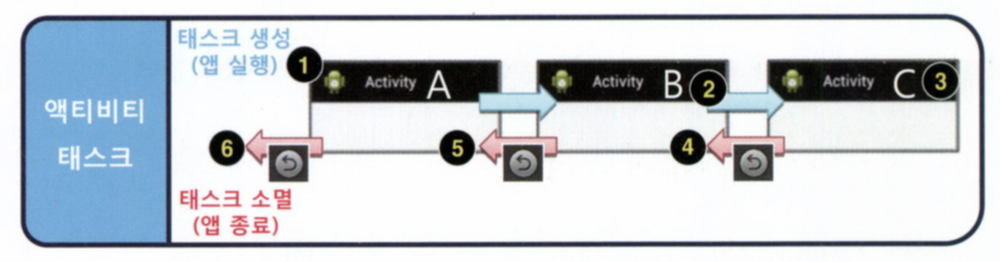 액티비티
태스크
태스크 생성
(앱 실행)
1
Activity A
Activity B
2
Activity C
3
6
5
4
태스크 소멸
(앱 종료)